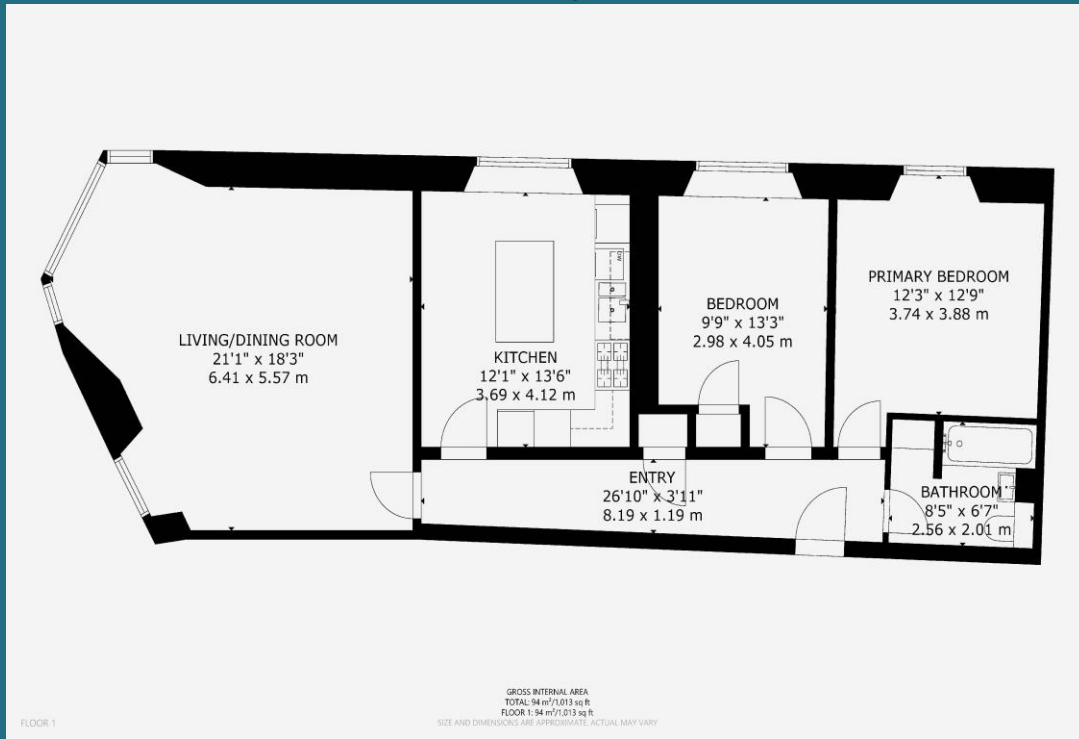 LIVING/DINING ROOM
21'1" x 18'3"
6.41 x 5.57 m
KITCHEN
12'1" x 13'6"
3.69 x 4.12 m
DW
BEDROOM
9'9" x 13'3"
2.98 x 4.05 m
PRIMARY BEDROOM
12'3" x 12'9"
3.74 x 3.88 m
ENTRY
26'10" x 3'11"
8.19 x 1.19 m
BATHROOM
8'5" x 6'7"
2.56 x 2.01 m
GROSS INTERNAL AREA
TOTAL: 94 m²/1,013 sq ft
FLOOR 1: 94 m²/1,013 sq ft
SIZE AND DIMENSIONS ARE APPROXIMATE, ACTUAL MAY VARY
FLOOR 1